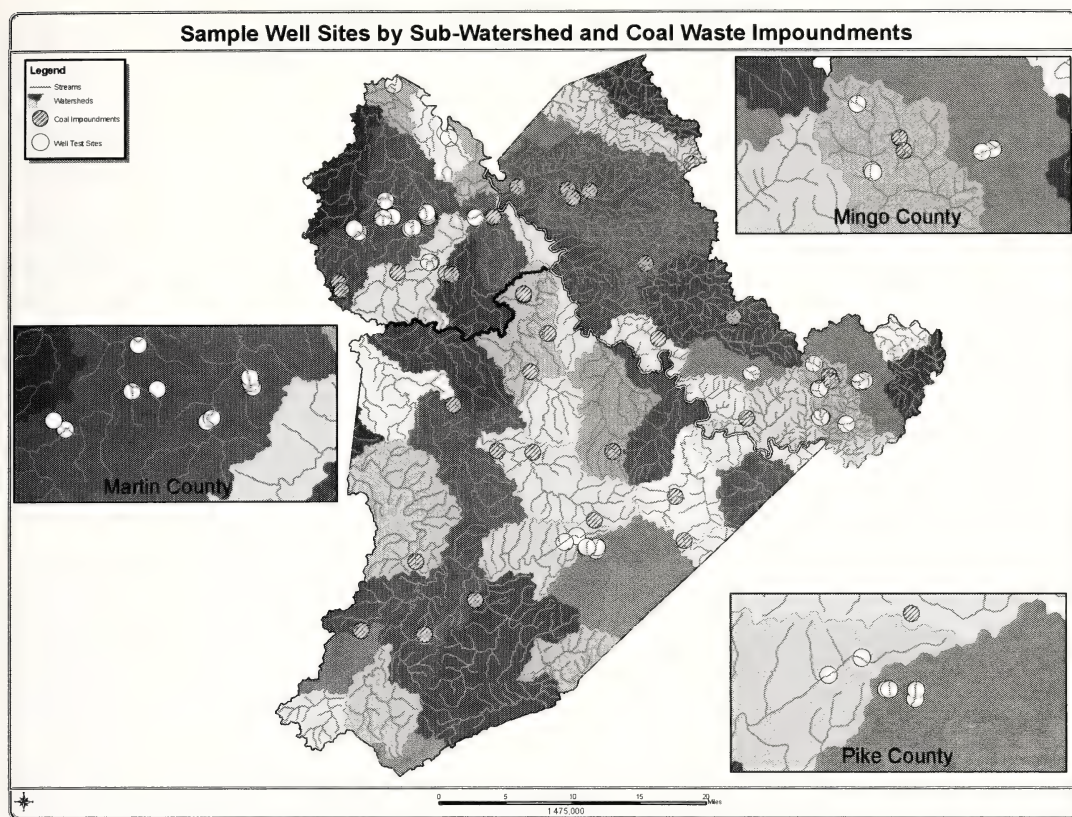 Sample Well Sites by Sub-Watershed and Coal Waste Impoundments
Legend
Streams
Watersheds
Coal Impoundments
Well Test Sites
Mingo County
Martin County
Pike County
0 5 10 15 20
Miles
1 475,000